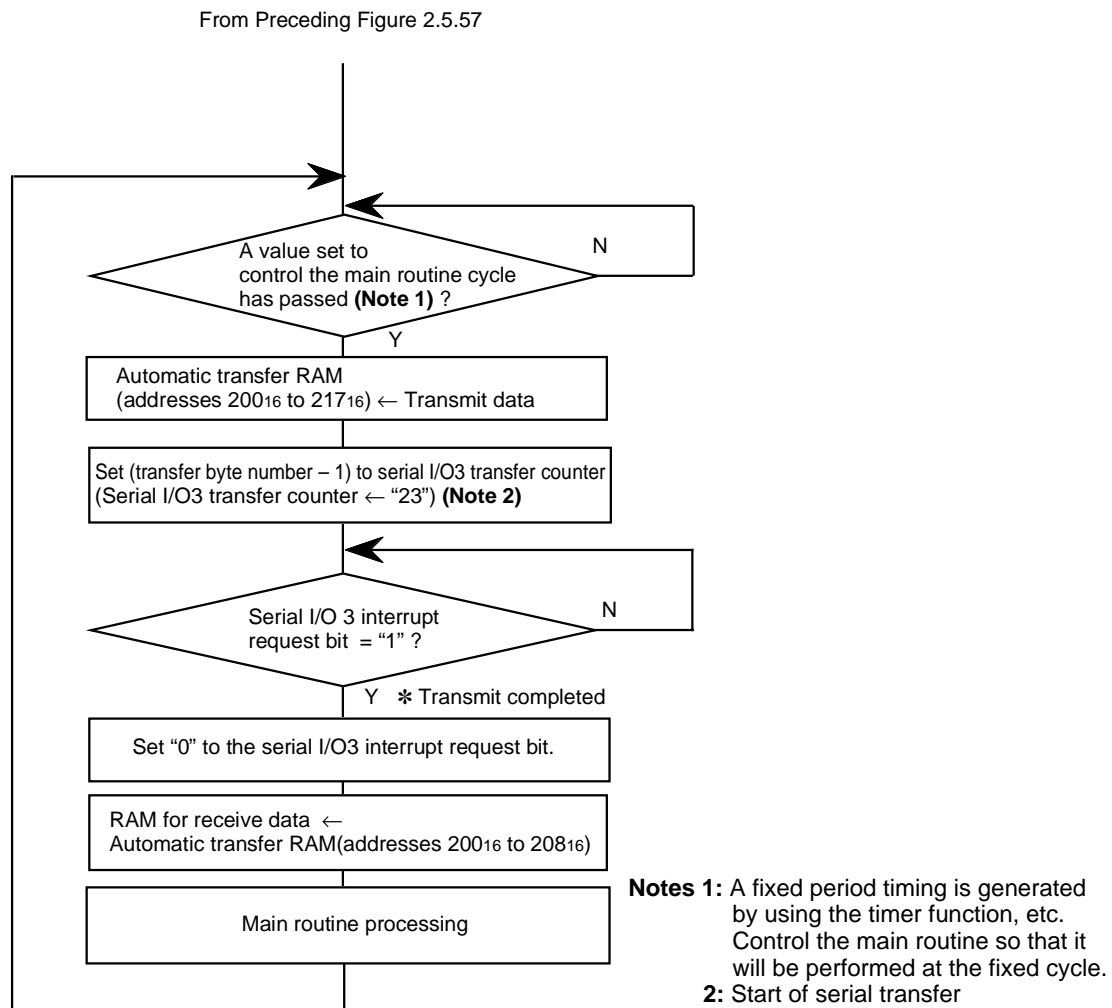 From Preceding Figure 2.5.57
A value set to
control the main routine cycle
has passed (Note 1) ?
N
Y
Automatic transfer RAM
(addresses 20016 to 21716) ← Transmit data
Set (transfer byte number – 1) to serial I/O3 transfer counter
(Serial I/O3 transfer counter ← “23”) (Note 2)
Serial I/O 3 interrupt
request bit = “1” ?
N
Y ✽ Transmit completed
Set “0” to the serial I/O3 interrupt request bit.
RAM for receive data ←
Automatic transfer RAM(addresses 20016 to 20816)
Main routine processing
Notes 1: A fixed period timing is generated
by using the timer function, etc.
Control the main routine so that it
will be performed at the fixed cycle.
2: Start of serial transfer